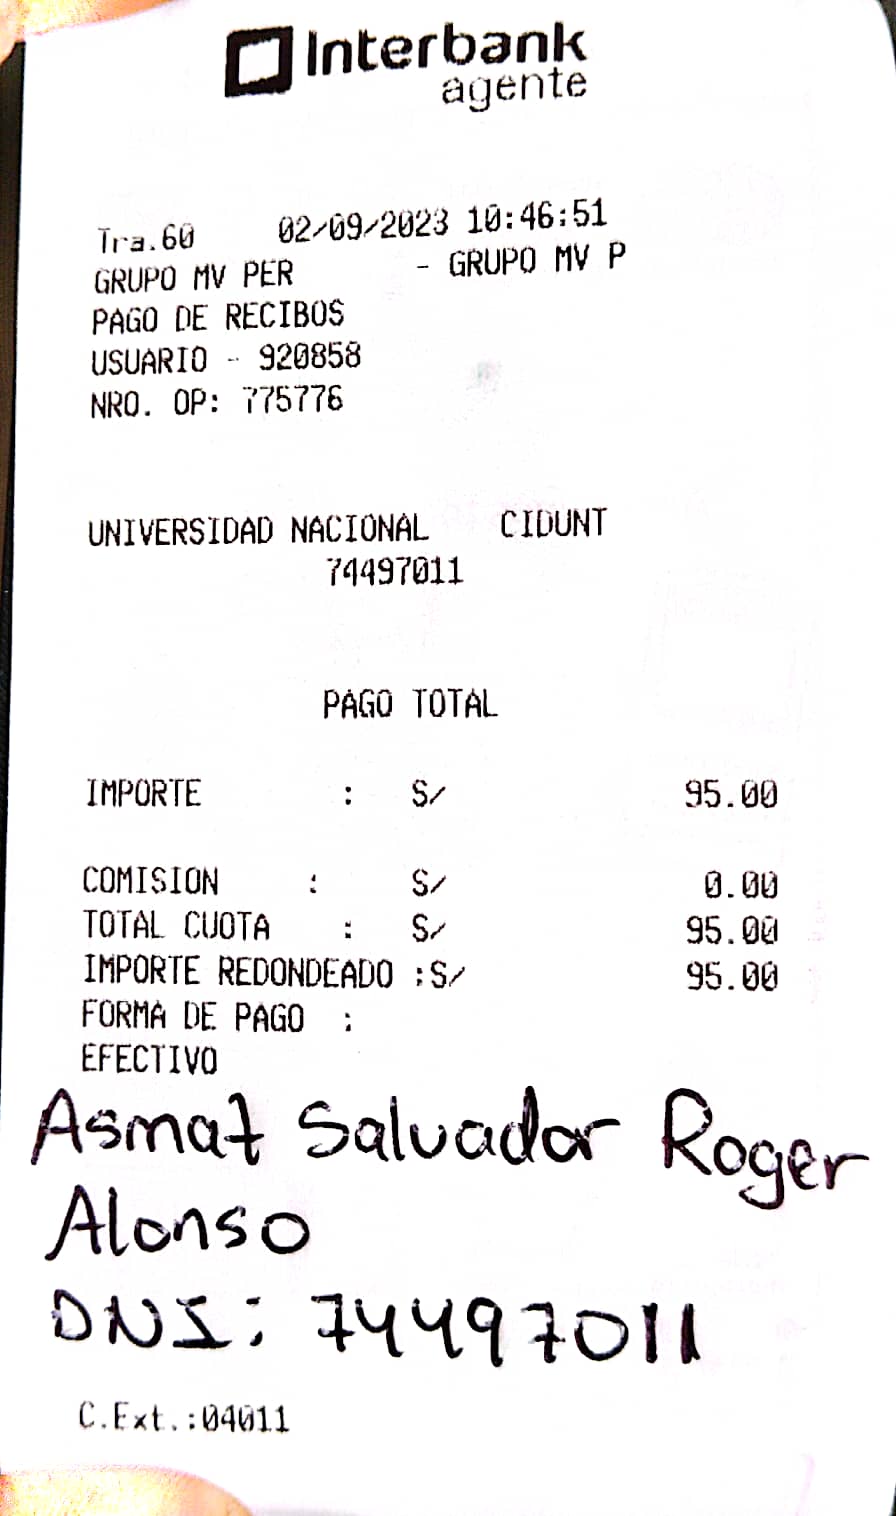 Interbank
agente
Tra.60 02/09/2023 10:46:51
GRUPO MV PER - GRUPO MV P
PAGO DE RECIBOS
USUARIO - 920858
NRO. OP: 775776
UNIVERSIDAD NACIONAL CIDUNT
74497011
PAGO TOTAL
IMPORTE : S/ 95.00
COMISION : S/ 0.00
TOTAL CUOTA : S/ 95.00
IMPORTE REDONDEADO :S/ 95.00
FORMA DE PAGO :
EFECTIVO
Asmat Salvador Roger
Alonso
DNI: 74497011
C.Ext.:04011